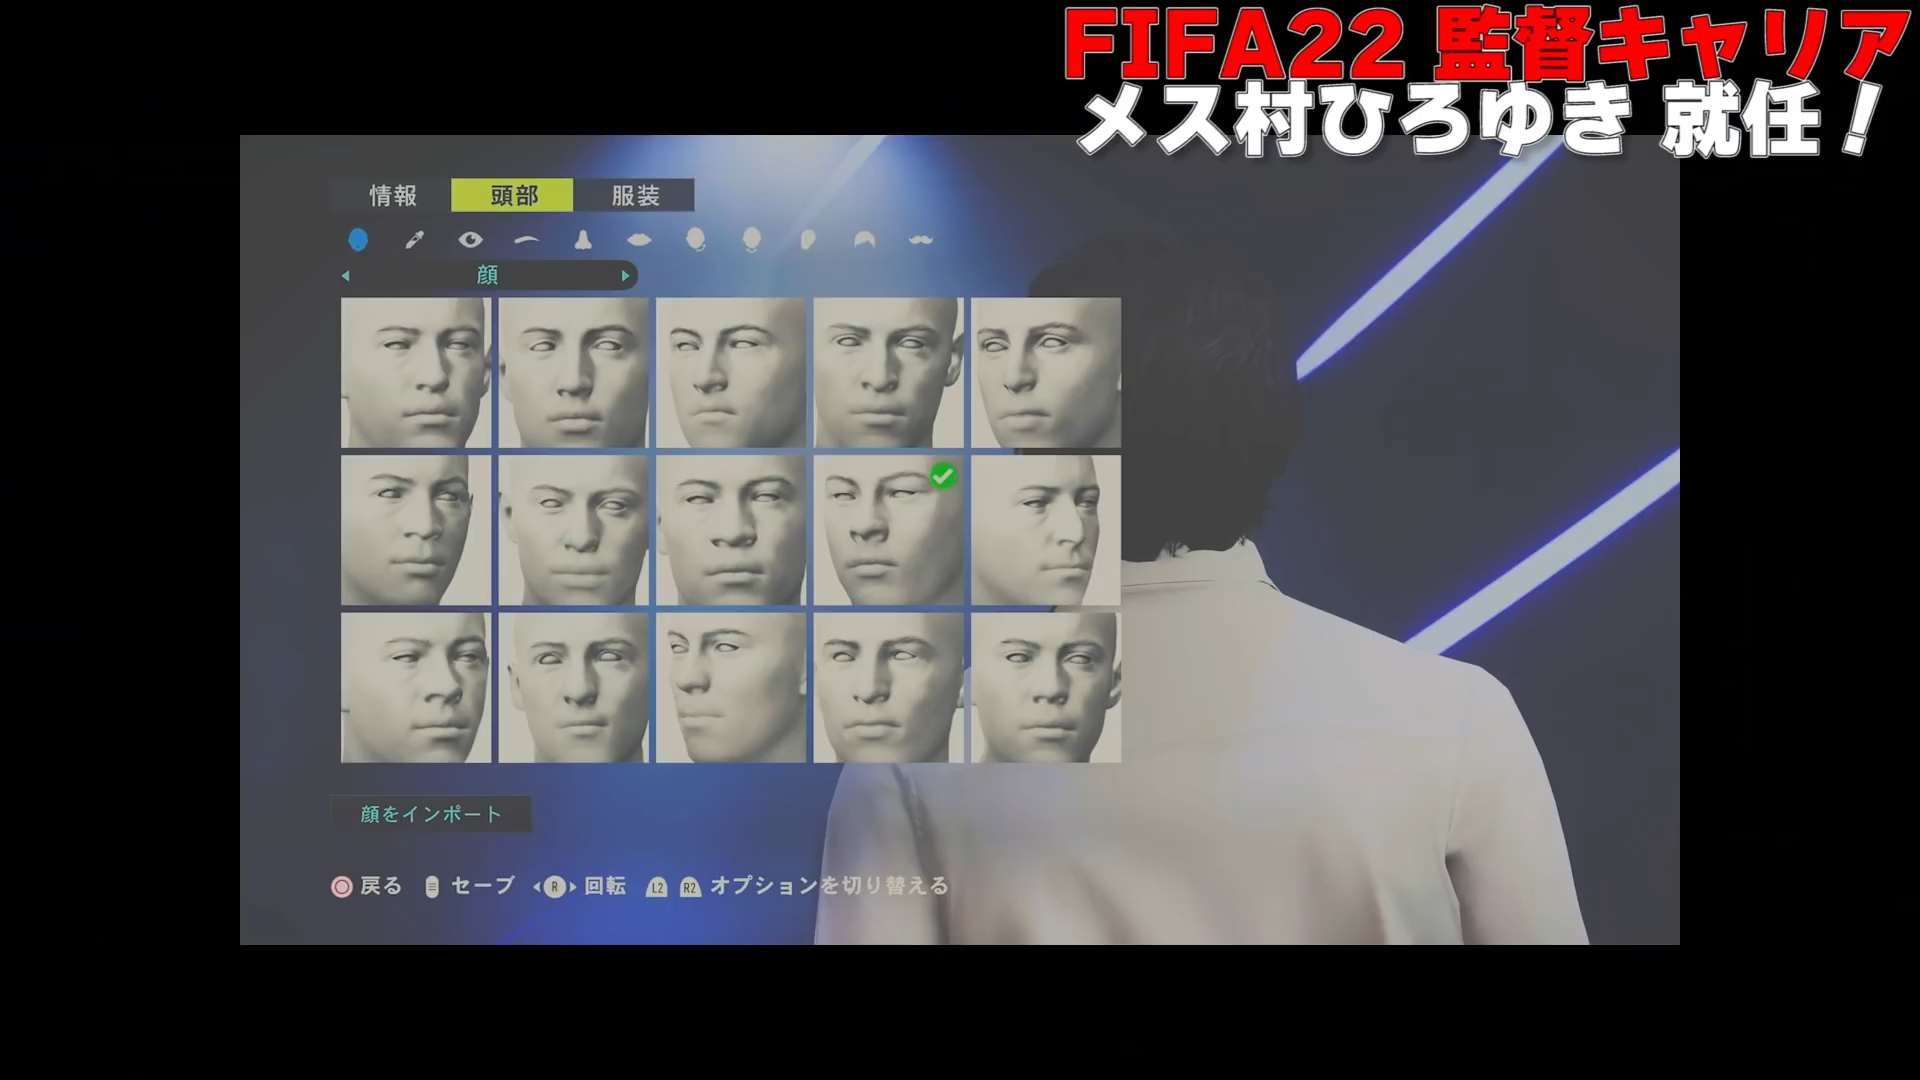 FIFA22 監督キャリア
メス村ひろゆき 就任！
情報 頭部 服装
顔
顔をインポート
戻る セーブ R 回転 L2 R2 オプションを切り替える